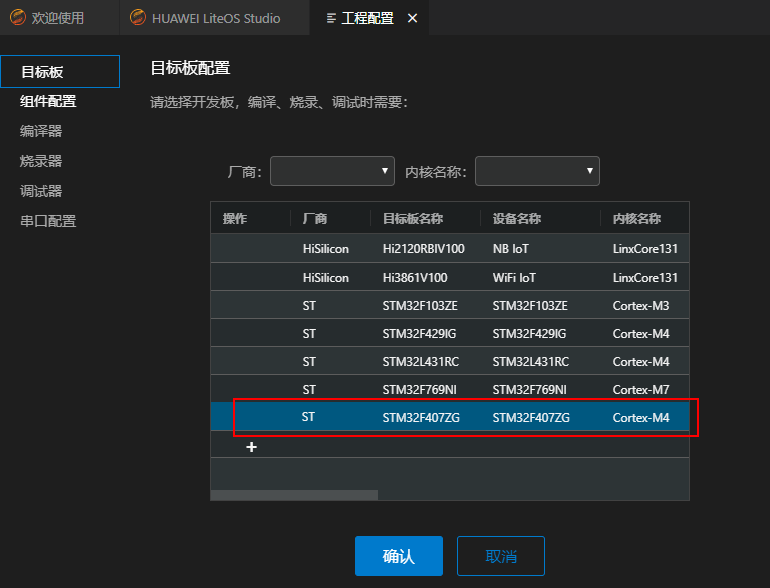 欢迎使用 HUAWEI LiteOS Studio 工程配置
目标板
组件配置
编译器
烧录器
调试器
串口配置
目标板配置
请选择开发板，编译、烧录、调试时需要：
厂商： 内核名称：
操作 厂商 目标板名称 设备名称 内核名称
HiSilicon Hi2120RBIV100 NB IoT LinxCore131
HiSilicon Hi3861V100 WiFi IoT LinxCore131
ST STM32F103ZE STM32F103ZE Cortex-M3
ST STM32F429IG STM32F429IG Cortex-M4
ST STM32L431RC STM32L431RC Cortex-M4
ST STM32F769NI STM32F769NI Cortex-M7
ST STM32F407ZG STM32F407ZG Cortex-M4
+
确认 取消